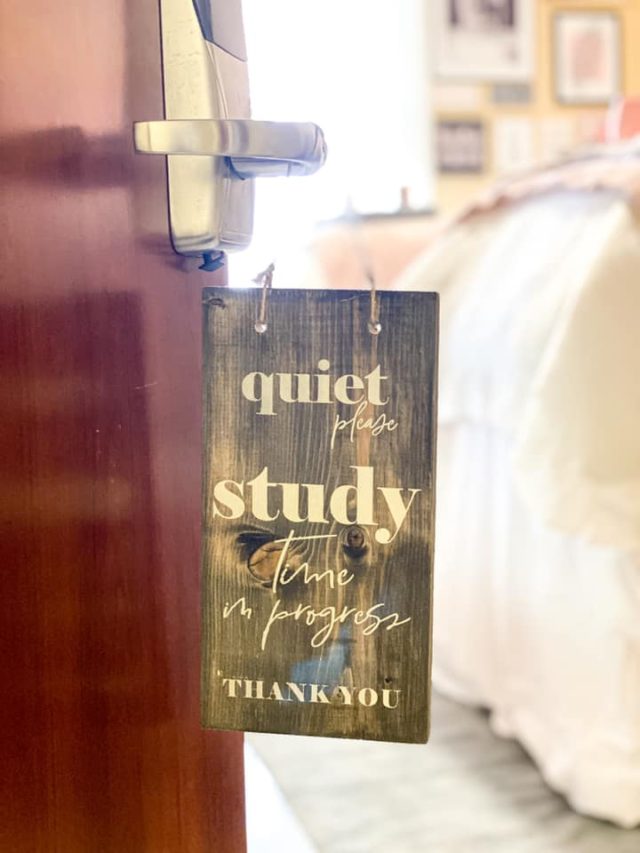 quiet
please
study
time
in progress
THANK YOU